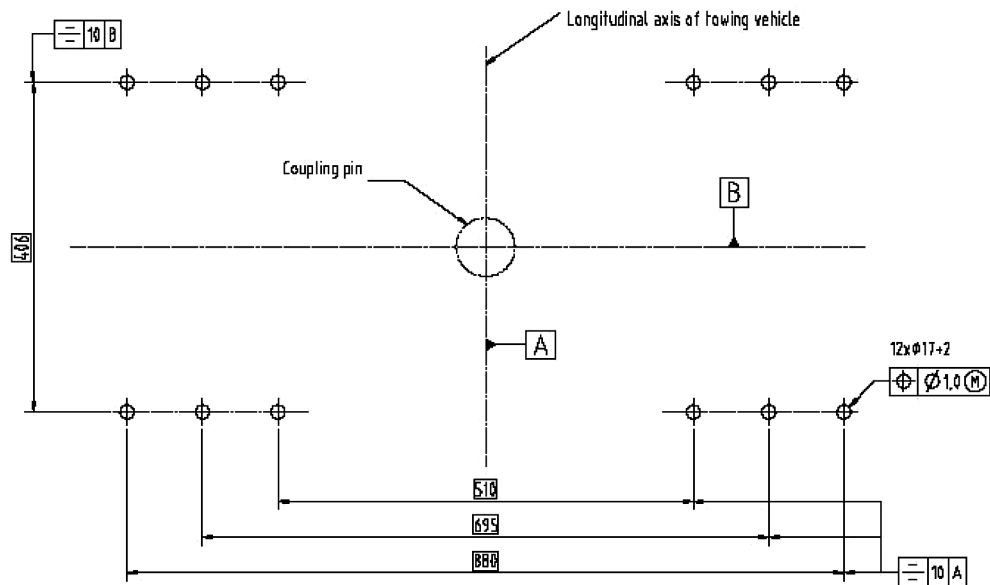 Longitudinal axis of towing vehicle
10 B
Coupling pin
B
406
A
12xΦ17+2
Ø1,0 Ⓜ
510
695
880
10 A